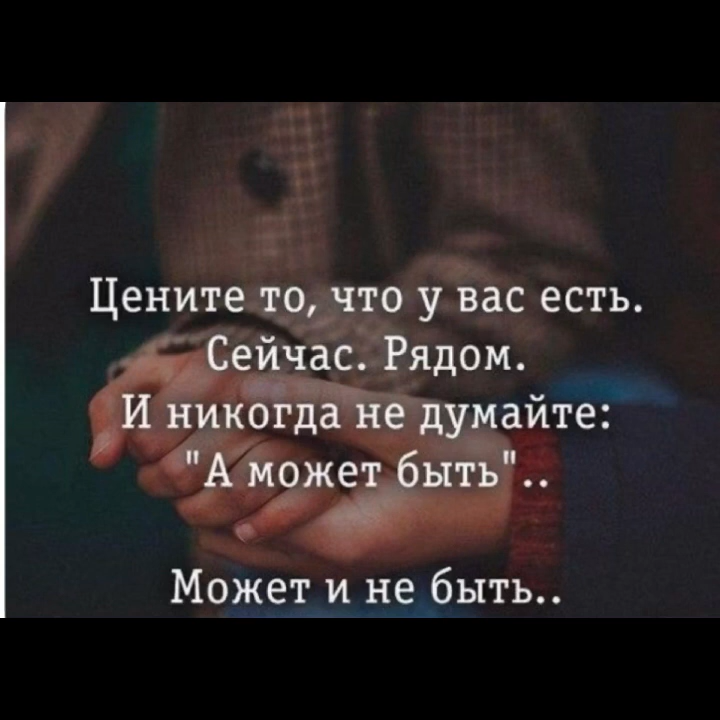 Цените то, что у вас есть.
Сейчас. Рядом.
И никогда не думайте:
"А может быть"..
Может и не быть..